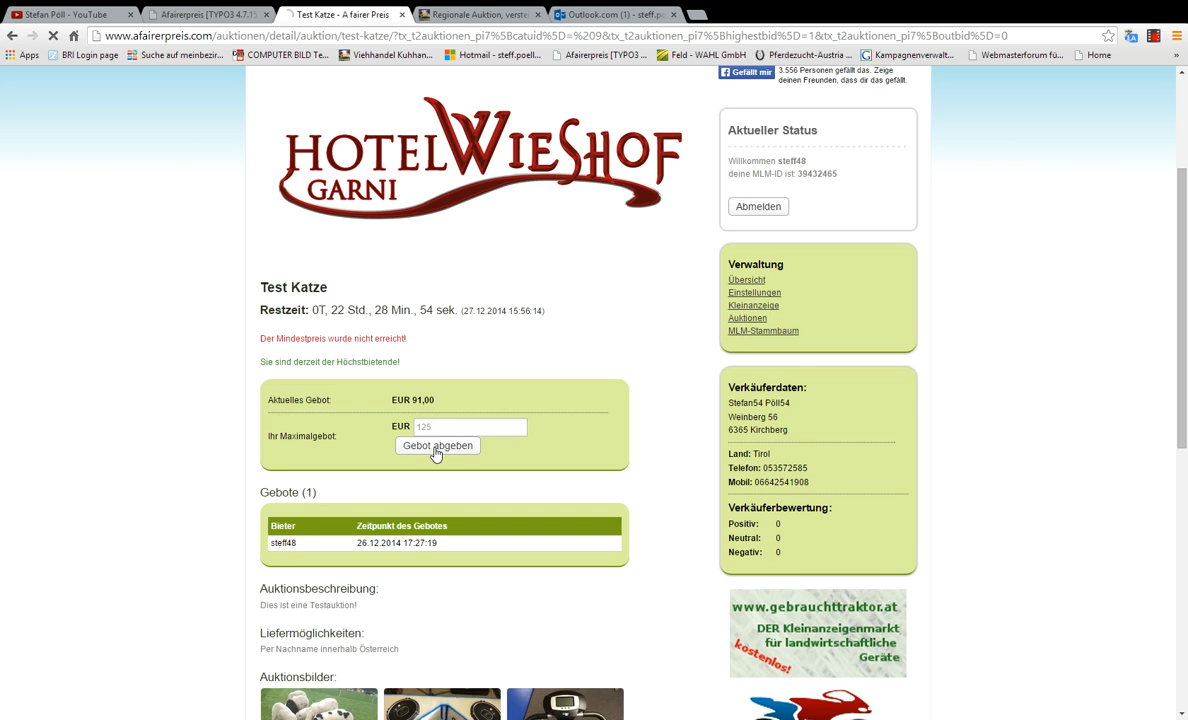 Stefan Pöll - YouTube
Afairerpreis [TYPO3 4.7.15
Test Katze - A fairer Preis
Regionale Auktion, verste
Outlook.com (1) - steff.p
www.afairerpreis.com/auktionen/detail/auktion/test-katze/?tx_t2auktionen_pi7%5Bcatuid%5D=%209&tx_t2auktionen_pi7%5Bhighestbid%5D=1&tx_t2auktionen_pi7%5Boutbid%5D=0
Apps
BRI Login page
Suche auf meinbezir...
COMPUTER BILD Te...
Viehhandel Kuhhan...
Hotmail - steff.poell...
Afairerpreis [TYPO3 ...
Feld - WAHL GmbH
Pferdezucht-Austria ...
Kampagnenverwalt...
Webmasterforum fü...
Home
»
Gefällt mir
3.556 Personen gefällt das. Zeige
deinen Freunden, dass dir das gefällt.
HOTEL WIESHOF
GARNI
Aktueller Status
Willkommen steff48
deine MLM-ID ist: 39432465
Abmelden
Test Katze
Restzeit: 0T, 22 Std., 28 Min., 54 sek. (27.12.2014 15:56:14)
Der Mindestpreis wurde nicht erreicht!
Sie sind derzeit der Höchstbietende!
Aktuelles Gebot: EUR 91,00
Ihr Maximalgebot: EUR 125
Gebot abgeben
Gebote (1)
Bieter Zeitpunkt des Gebotes
steff48 26.12.2014 17:27:19
Auktionsbeschreibung:
Dies ist eine Testauktion!
Liefermöglichkeiten:
Per Nachname innerhalb Österreich
Auktionsbilder:
Verwaltung
Übersicht
Einstellungen
Kleinanzeige
Auktionen
MLM-Stammbaum
Verkäuferdaten:
Stefan54 Pöll54
Weinberg 56
6365 Kirchberg
Land: Tirol
Telefon: 053572585
Mobil: 06642541908
Verkäuferbewertung:
Positiv: 0
Neutral: 0
Negativ: 0
www.gebrauchttraktor.at
DER Kleinanzeigenmarkt
für landwirtschaftliche
Geräte
kostenlos!